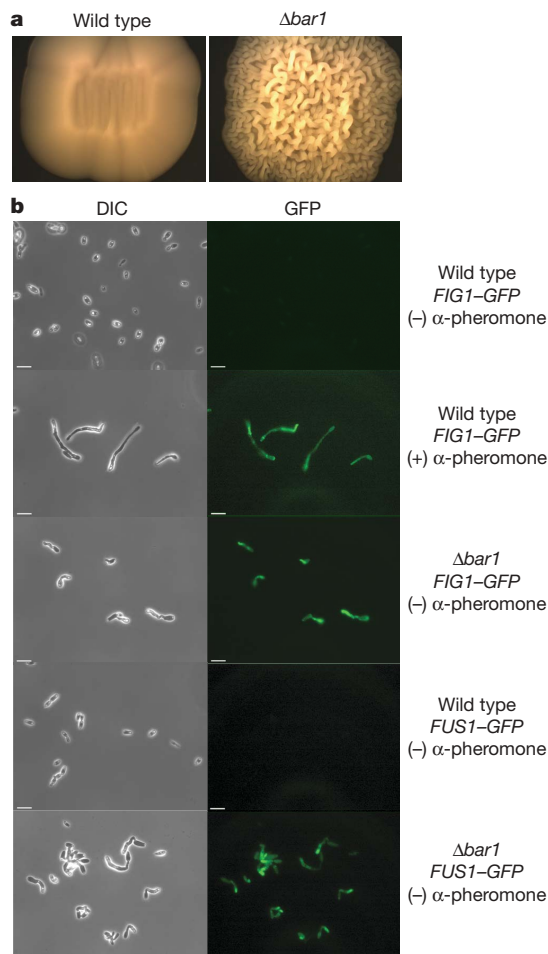 a
Wild type
Δbar1
b
DIC
GFP
Wild type
FIG1–GFP
(–) α-pheromone
Wild type
FIG1–GFP
(+) α-pheromone
Δbar1
FIG1–GFP
(–) α-pheromone
Wild type
FUS1–GFP
(–) α-pheromone
Δbar1
FUS1–GFP
(–) α-pheromone